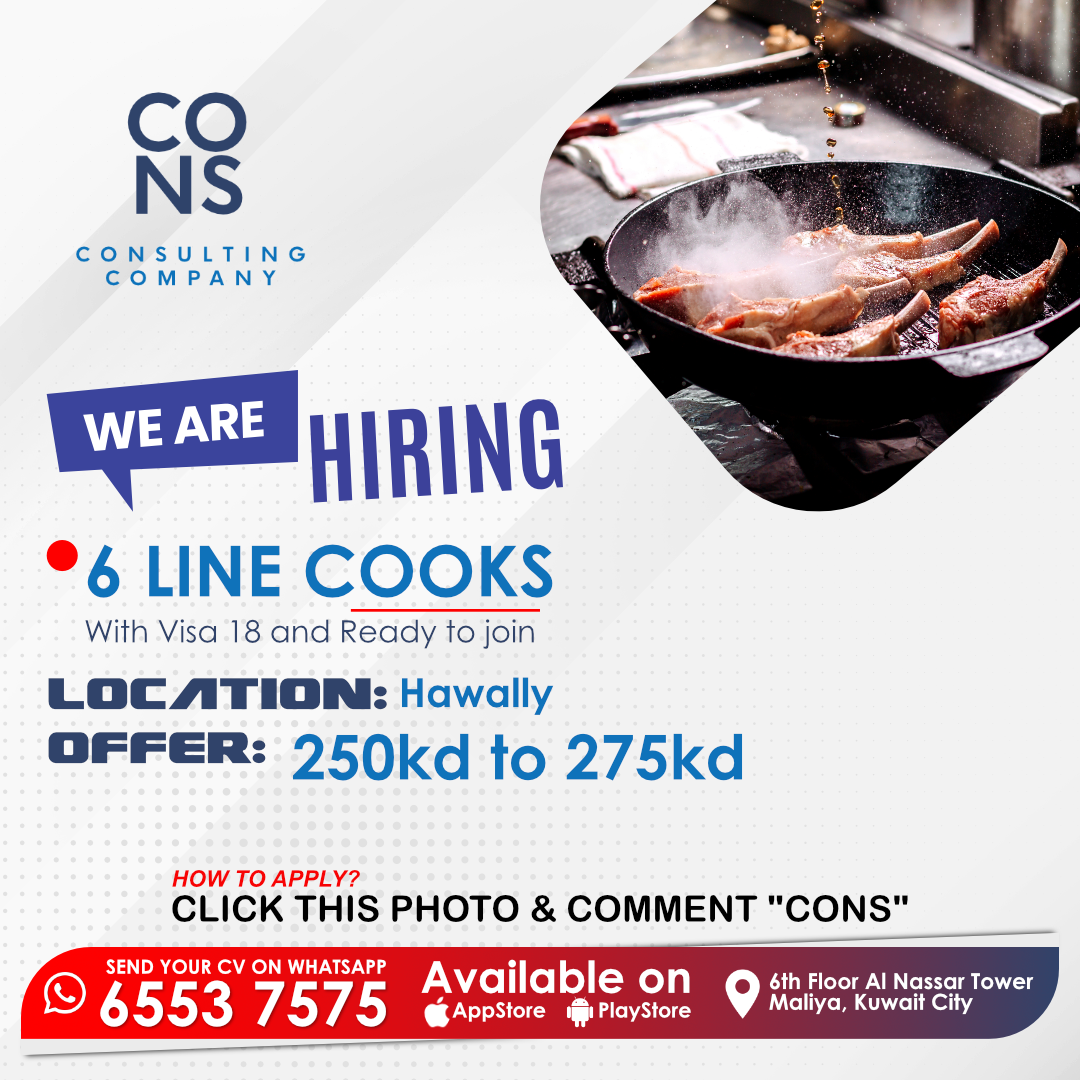 CO
NS
CONSULTING
COMPANY
WE ARE HIRING
6 LINE COOKS
With Visa 18 and Ready to join
LOCATION: Hawally
OFFER: 250kd to 275kd
HOW TO APPLY?
CLICK THIS PHOTO & COMMENT "CONS"
SEND YOUR CV ON WHATSAPP
6553 7575
Available on
AppStore PlayStore
6th Floor Al Nassar Tower
Maliya, Kuwait City